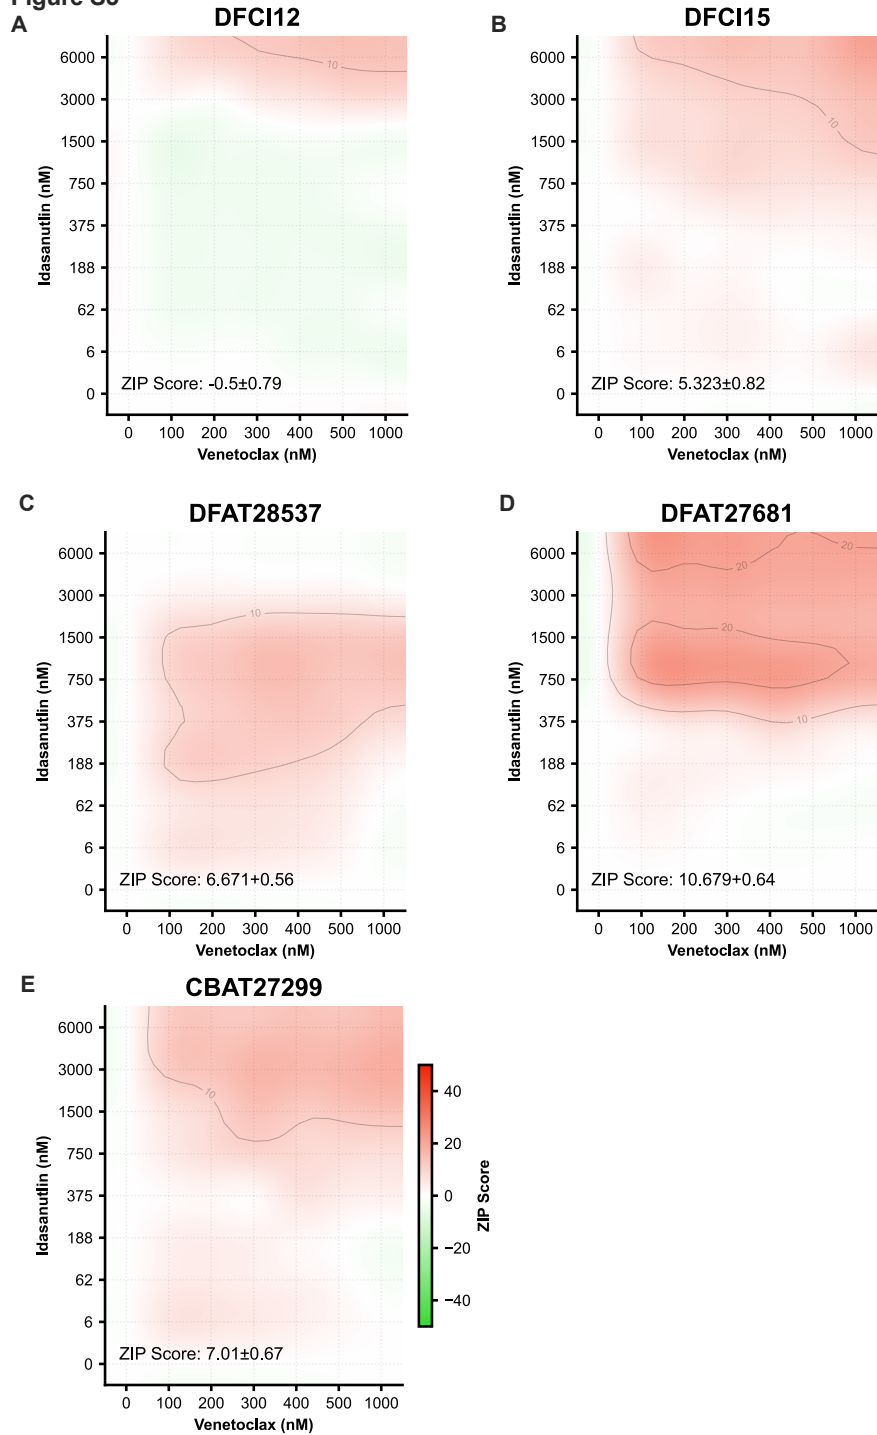 A
DFCI12
6000
3000
1500
750
375
188
62
6
0
Idasanutlin (nM)
10
ZIP Score: -0.5±0.79
0 100 200 300 400 500 1000
Venetoclax (nM)
B
DFCI15
6000
3000
1500
750
375
188
62
6
0
Idasanutlin (nM)
10
ZIP Score: 5.323±0.82
0 100 200 300 400 500 1000
Venetoclax (nM)
C
DFAT28537
6000
3000
1500
750
375
188
62
6
0
Idasanutlin (nM)
10
ZIP Score: 6.671+0.56
0 100 200 300 400 500 1000
Venetoclax (nM)
D
DFAT27681
6000
3000
1500
750
375
188
62
6
0
Idasanutlin (nM)
20
20
20
10
ZIP Score: 10.679+0.64
0 100 200 300 400 500 1000
Venetoclax (nM)
E
CBAT27299
6000
3000
1500
750
375
188
62
6
0
Idasanutlin (nM)
10
ZIP Score: 7.01±0.67
0 100 200 300 400 500 1000
Venetoclax (nM)
40
20
0
−20
−40
ZIP Score